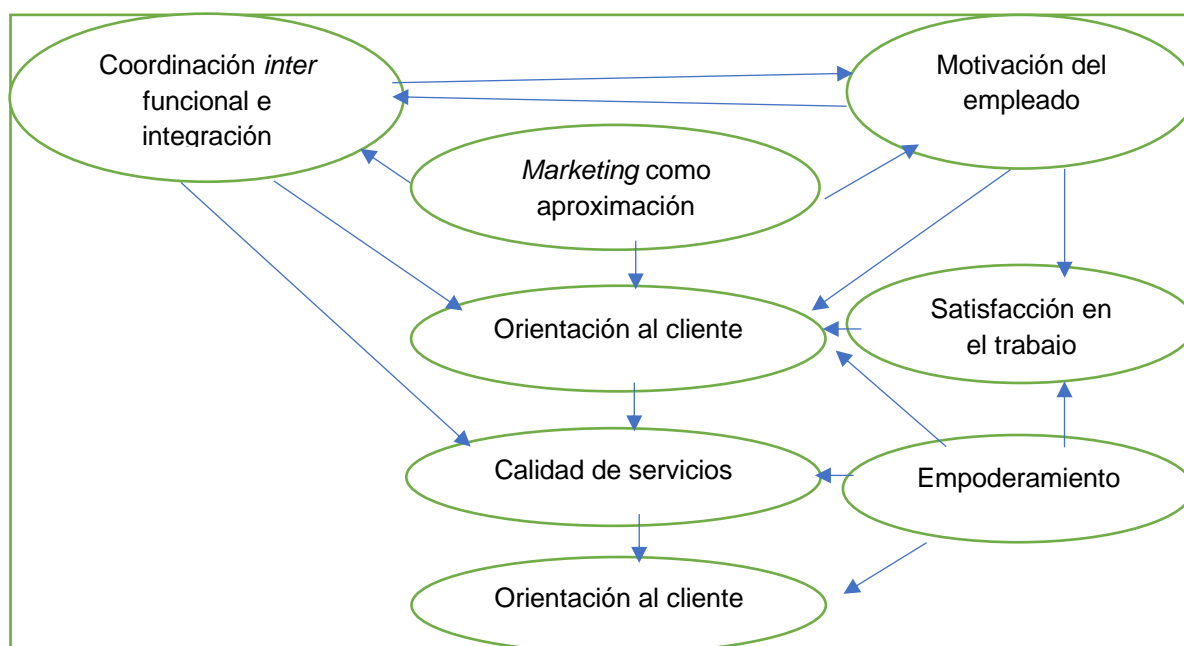 Coordinación inter
funcional e
integración
Motivación del
empleado
Marketing como
aproximación
Orientación al cliente
Satisfacción en
el trabajo
Calidad de servicios
Empoderamiento
Orientación al cliente